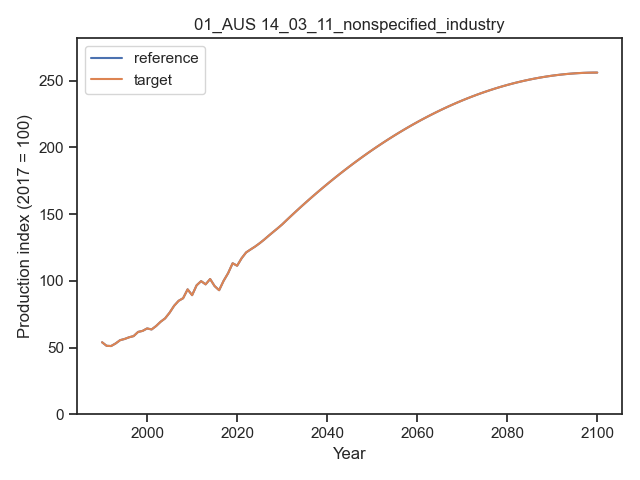 01_AUS 14_03_11_nonspecified_industry
reference
target
Production index (2017 = 100)
250
200
150
100
50
0
2000 2020 2040 2060 2080 2100
Year